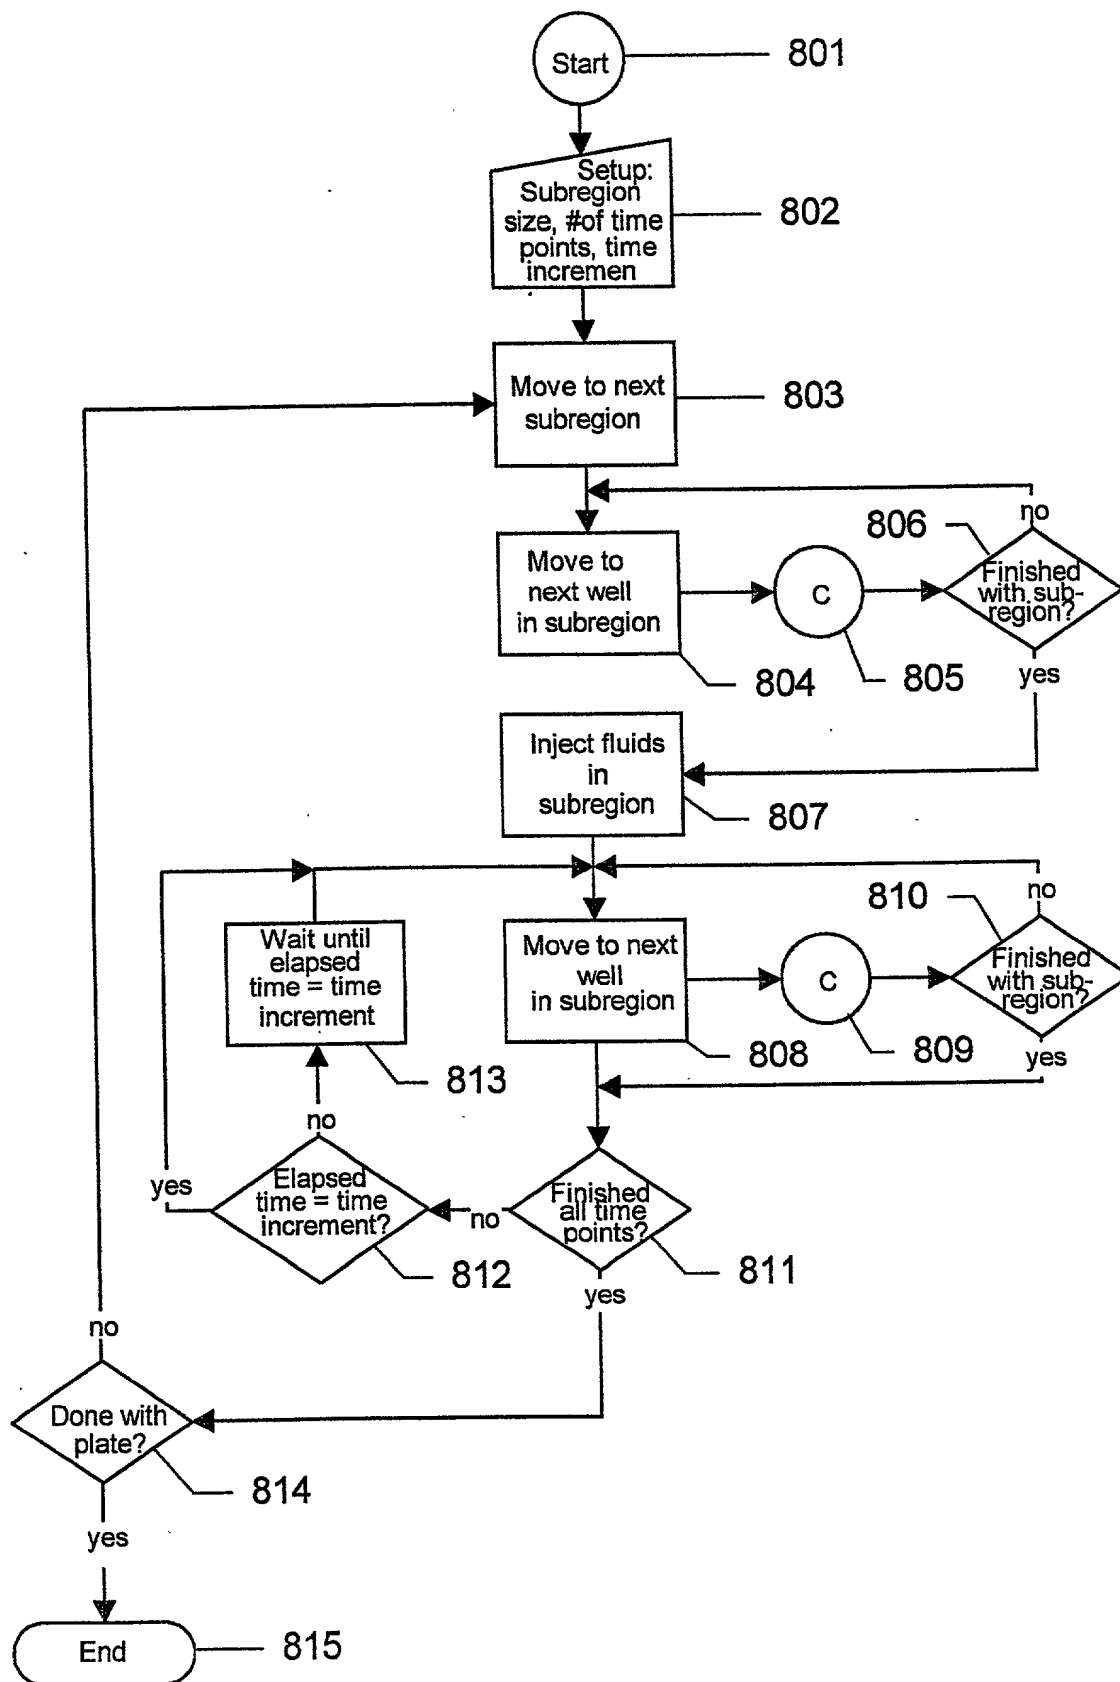 Start
801
Setup:
Subregion
size, #of time
points, time
incremen
802
Move to next
subregion
803
no
806
Finished
with sub-
region?
Move to
next well
in subregion
C
804
805
yes
Inject fluids
in
subregion
807
no
810
Finished
with sub-
region?
Wait until
elapsed
time = time
increment
Move to next
well
in subregion
C
813
808
809
yes
no
yes
Elapsed
time = time
increment?
no
Finished
all time
points?
812
811
yes
no
Done with
plate?
814
yes
End
815